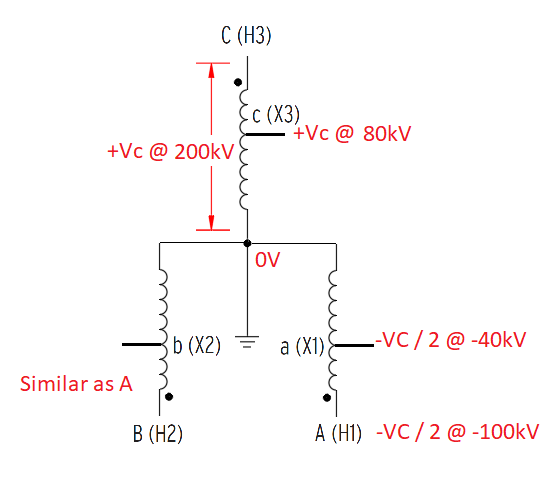 C (H3)
c (X3)
+Vc @ 80kV
+Vc @ 200kV
0V
b (X2)
a (X1)
-VC / 2 @ -40kV
Similar as A
B (H2)
A (H1)
-VC / 2 @ -100kV